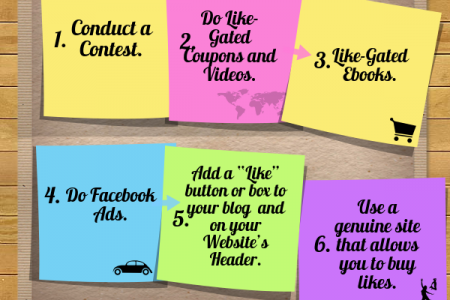 1. Conduct a
Contest.
Do Like-
2. Gated
Coupons and
Videos.
3. Like-Gated
Ebooks.
4. Do Facebook
Ads.
Add a "Like"
button or box to
your blog and
5. on your
Website's
Header.
Use a
genuine site
6. that allows
you to buy
likes.